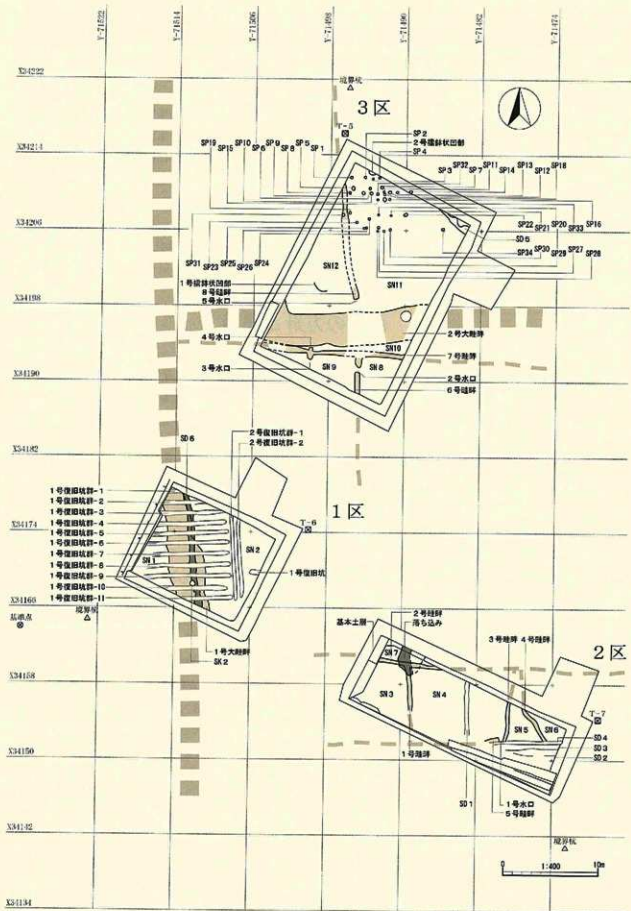 Y-71522
Y-71514
Y-71506
Y-71498
Y-71490
Y-71482
Y-71474
X34222
X34214
X34206
X34198
X34190
X34182
X34174
X34166
X34158
X34150
X34142
X34134
境界杭
3区
T-5
SP2
2号擂鉢状凹部
SP4
SP19
SP15
SP10
SP6
SP9
SP8
SP5
SP1
SP3
SP32
SP7
SP11
SP14
SP13
SP12
SP18
SP22
SP21
SP20
SP33
SP16
SD5
SP34
SP30
SP29
SP27
SP28
SP31
SP23
SP25
SP26
SP24
SN12
SN11
1号擂鉢状凹部
8号畦畔
5号水口
4号水口
3号水口
2号大畦畔
SN10
7号畦畔
SN9
SN8
2号水口
6号畦畔
SD6
2号復旧坑群-1
2号復旧坑群-2
1号復旧坑群-1
1号復旧坑群-2
1号復旧坑群-3
1号復旧坑群-4
1号復旧坑群-5
1号復旧坑群-6
1号復旧坑群-7
1号復旧坑群-8
1号復旧坑群-9
1号復旧坑群-10
1号復旧坑群-11
1区
T-6
SN1
SN2
1号復旧坑
1号大畦畔
SK2
基準点
境界杭
基本土層
2号畦畔
落ち込み
3号畦畔 4号畦畔
2区
SN7
SN3
SN4
SN5
SN6
T-7
SD4
SD3
SD2
1号畦畔
SD1
1号水口
5号畦畔
境界杭
0 1:400 10m